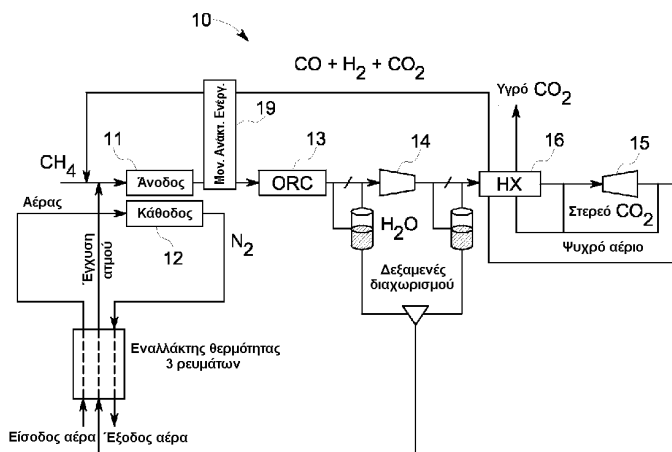 10
CO + H2 + CO2
Υγρό CO2
11
Μον. Ανάκτ. Ενέργ.
19
13
14
16
15
CH4
Άνοδος
ORC
HX
Αέρας
Κάθοδος
Στερεό CO2
12
N2
H2O
Ψυχρό αέριο
Έγχυση
ατμού
Δεξαμενές
διαχωρισμού
Εναλλάκτης θερμότητας
3 ρευμάτων
Είσοδος αέρα
Έξοδος αέρα